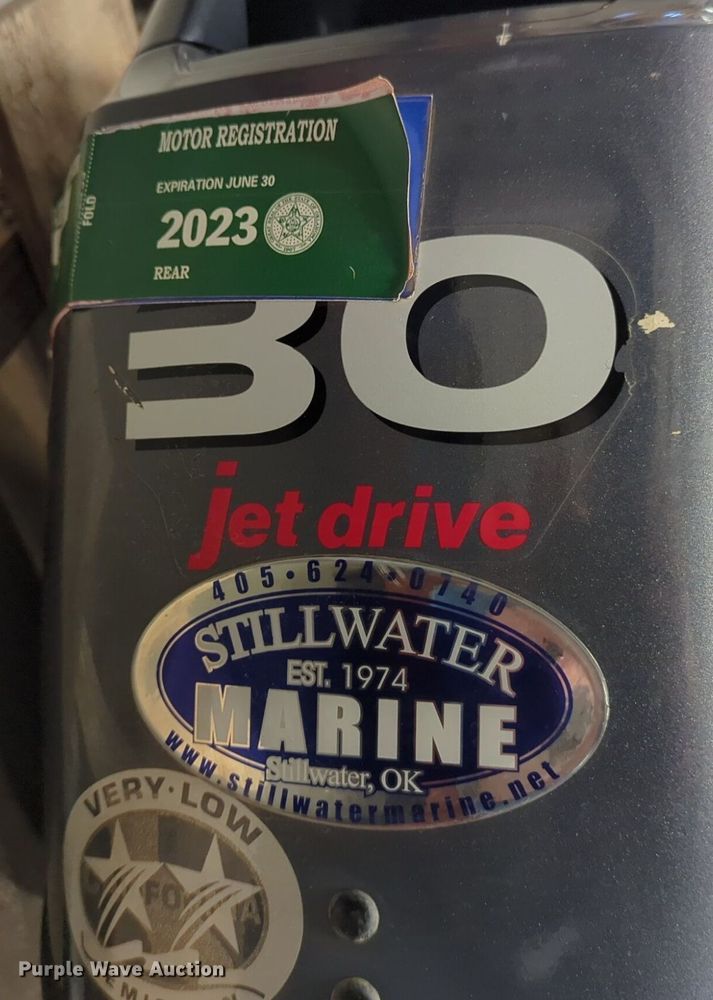 MOTOR REGISTRATION
EXPIRATION JUNE 30
FOLD
2023
REAR
30
jet drive
405•624•0740
STILLWATER
EST. 1974
MARINE
Stillwater, OK
www.stillwatermarine.net
VERY•LOW
Purple Wave Auction